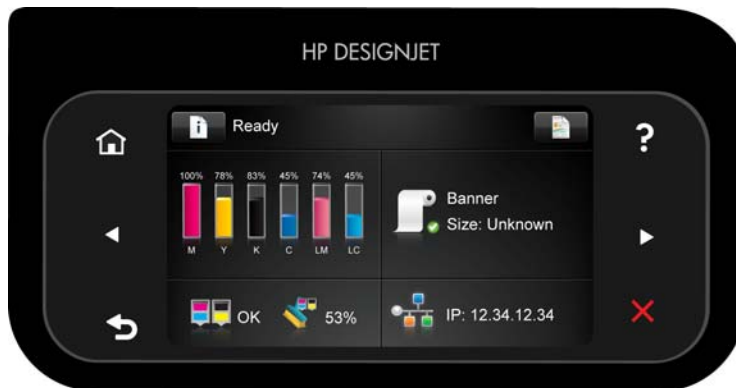 HP DESIGNJET
i Ready
?
100% 78% 83% 45% 74% 45%
M Y K C LM LC
Banner
Size: Unknown
OK 53%
IP: 12.34.12.34